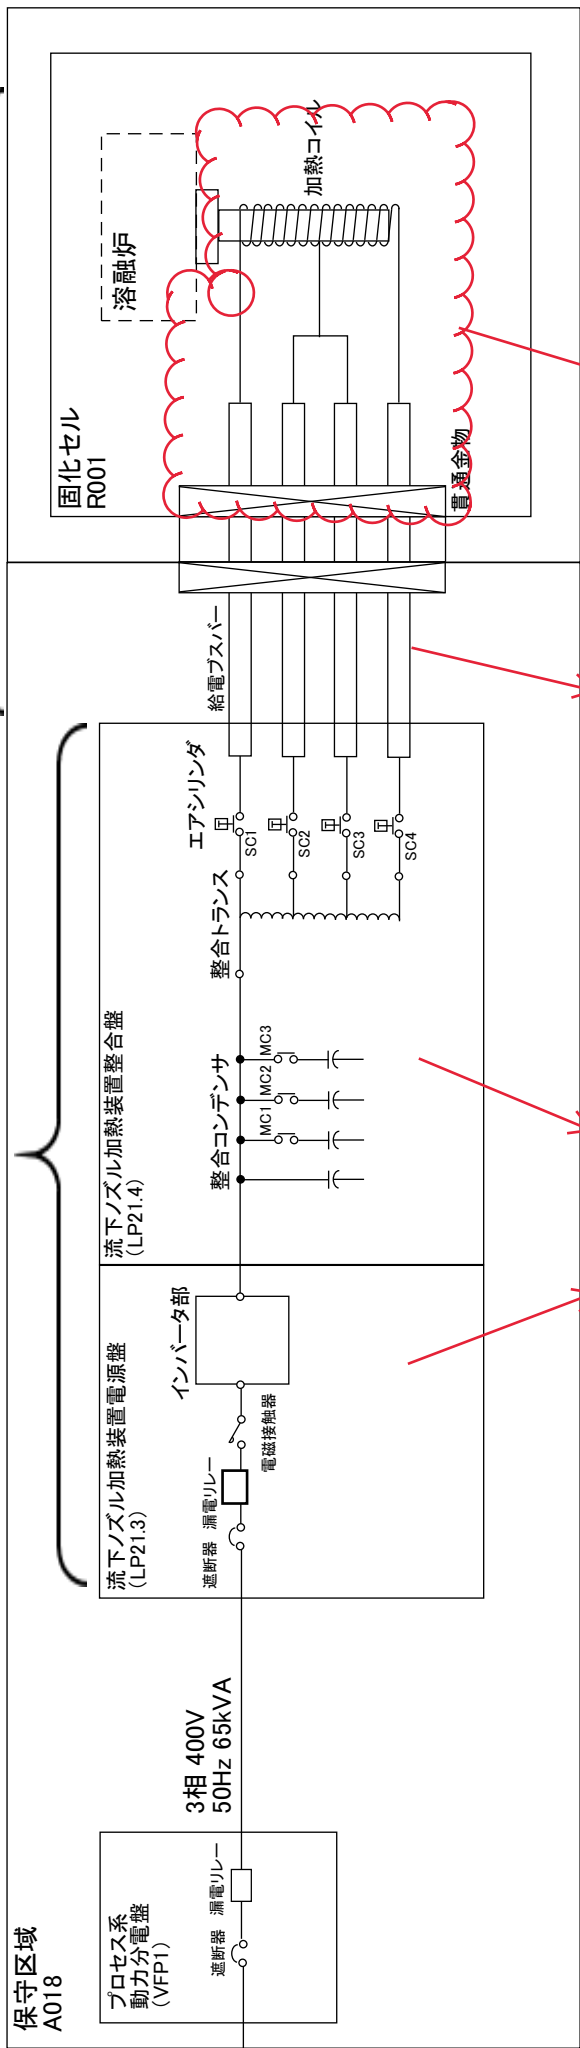 保守区域
A018
プロセス系
動力分電盤
(VFP1)
遮断器
漏電リレー
3相 400V
50Hz 65kVA
流下ノズル加熱装置電源盤
(LP21.3)
遮断器
漏電リレー
電磁接触器
インバータ部
流下ノズル加熱装置整合盤
(LP21.4)
整合コンデンサ
MC1
MC2
MC3
整合トランス
エアシリンダ
SC1
SC2
SC3
SC4
給電ブスバー
固化セル
R001
貫通金物
溶融炉
加熱コイル